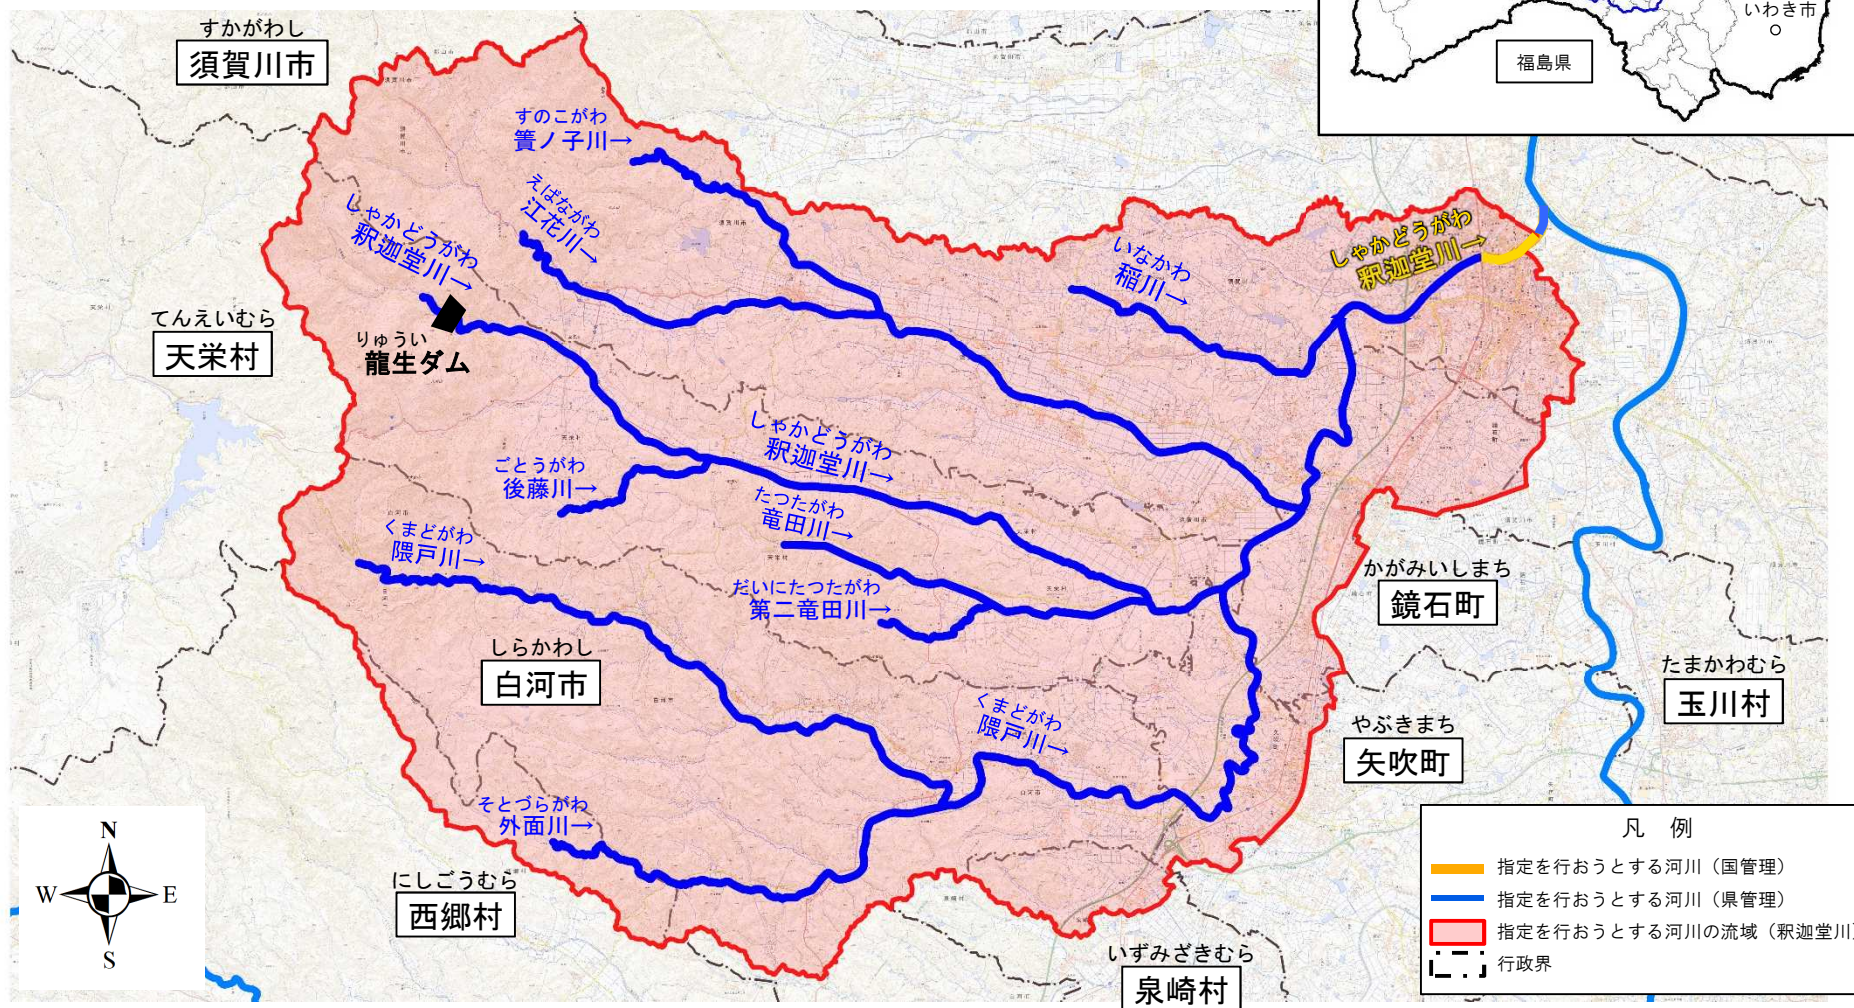 すかがわし
須賀川市
いわき市
福島県
すのこがわ
簀ノ子川→
えばながわ
江花川→
しゃかどうがわ
釈迦堂川→
いなかわ
稲川→
しゃかどうがわ
釈迦堂川→
てんえいむら
天栄村
りゅうい
龍生ダム
しゃかどうがわ
釈迦堂川→
ごとうがわ
後藤川→
たつたがわ
竜田川→
くまどがわ
隈戸川→
だいにたつたがわ
第二竜田川→
かがみいしまち
鏡石町
しらかわし
白河市
たまかわむら
玉川村
くまどがわ
隈戸川→
やぶきまち
矢吹町
そとづらがわ
外面川→
にしごうむら
西郷村
いずみざきむら
泉崎村
N
W
E
S
凡 例
指定を行おうとする河川（国管理）
指定を行おうとする河川（県管理）
指定を行おうとする河川の流域（釈迦堂川）
行政界